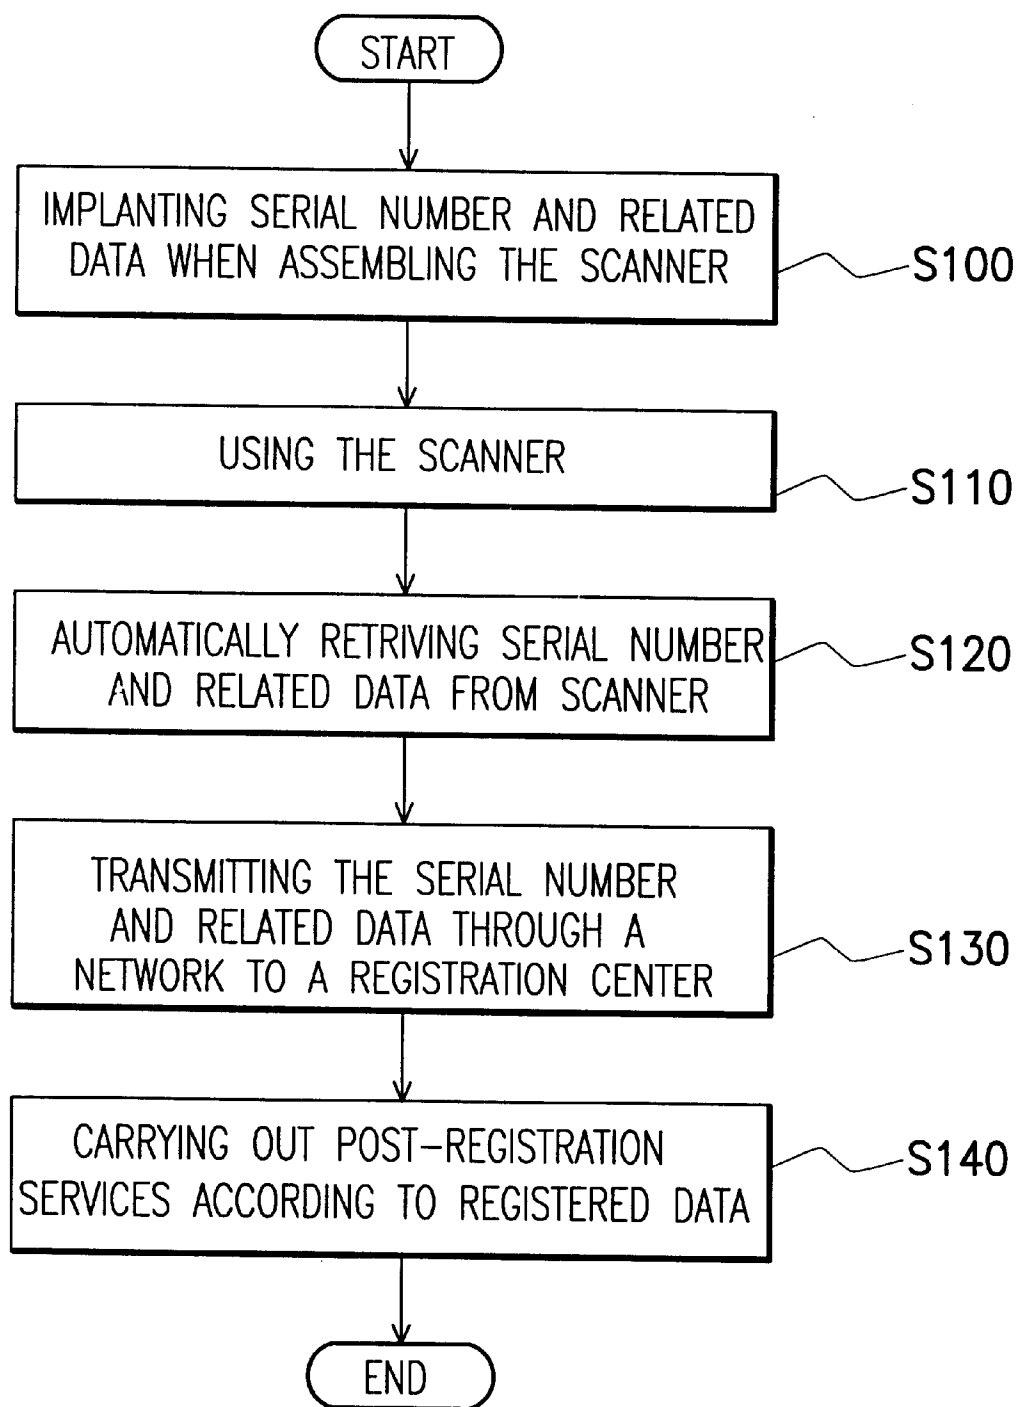 START
IMPLANTING SERIAL NUMBER AND RELATED
DATA WHEN ASSEMBLING THE SCANNER
S100
USING THE SCANNER
S110
AUTOMATICALLY RETRIVING SERIAL NUMBER
AND RELATED DATA FROM SCANNER
S120
TRANSMITTING THE SERIAL NUMBER
AND RELATED DATA THROUGH A
NETWORK TO A REGISTRATION CENTER
S130
CARRYING OUT POST-REGISTRATION
SERVICES ACCORDING TO REGISTERED DATA
S140
END